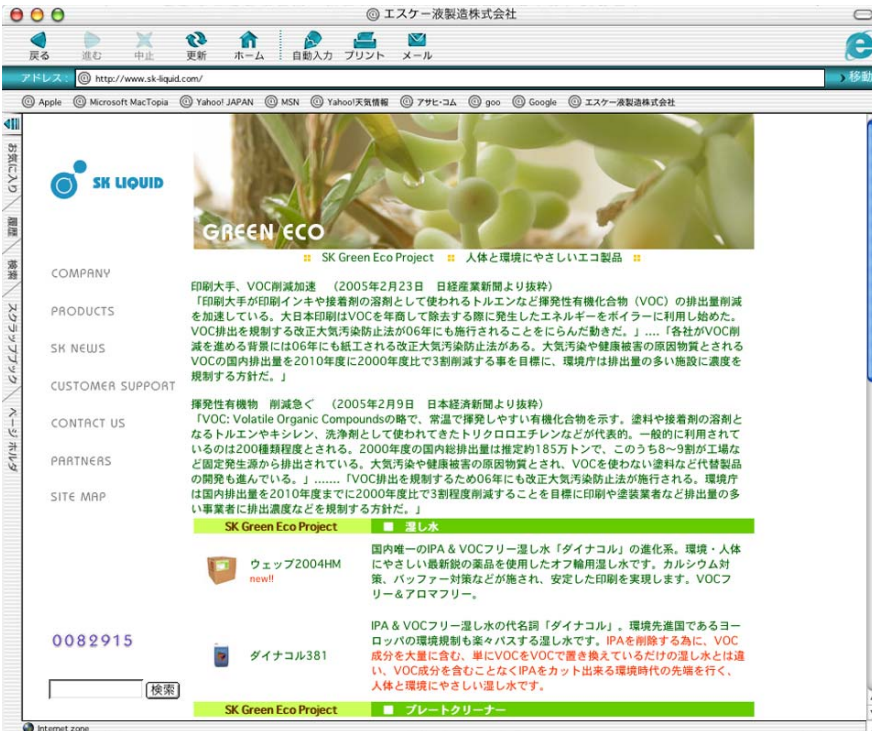 エスケー液製造株式会社
戻る 進む 中止 更新 ホーム 自動入力 プリント メール
アドレス: http://www.sk-liquid.com/ 移動
Apple Microsoft MacTopia Yahoo! JAPAN MSN Yahoo!天気情報 アサヒ・コム goo Google エスケー液製造株式会社
お気に入り
履歴
検索
スクラップブック
ページ ホルダ
SK LIQUID
GREEN ECO
SK Green Eco Project 人体と環境にやさしいエコ製品
COMPANY
PRODUCTS
SK NEWS
CUSTOMER SUPPORT
CONTACT US
PARTNERS
SITE MAP
0082915
検索
印刷大手、VOC削減加速 (2005年2月23日 日経産業新聞より抜粋)
「印刷大手が印刷インキや接着剤の溶剤として使われるトルエンなど揮発性有機化合物(VOC)の排出量削減
を加速している。大日本印刷はVOCを年商して除去する際に発生したエネルギーをボイラーに利用し始めた。
VOC排出を規制する改正大気汚染防止法が06年にも施行されることをにらんだ動きだ。」....「各社がVOC削
減を進める背景には06年にも紙工される改正大気汚染防止法がある。大気汚染や健康被害の原因物質とされる
VOCの国内排出量を2010年度に2000年度比で3割削減する事を目標に、環境庁は排出量の多い施設に濃度を
規制する方針だ。」
揮発性有機物 削減急ぐ (2005年2月9日 日本経済新聞より抜粋)
「VOC: Volatile Organic Compoundsの略で、常温で揮発しやすい有機化合物を示す。塗料や接着剤の溶剤と
なるトルエンやキシレン、洗浄剤として使われてきたトリクロロエチレンなどが代表的。一般的に利用されて
いるのは200種類程度とされる。2000年度の国内総排出量は推定約185万トンで、このうち8~9割が工場な
ど固定発生源から排出されている。大気汚染や健康被害の原因物質とされ、VOCを使わない塗料など代替製品
の開発も進んでいる。」.......「VOC排出を規制するため06年にも改正大気汚染防止法が施行される。環境庁
は国内排出量を2010年度までに2000年度比で3割程度削減することを目標に印刷や塗装業者など排出量の多
い事業者に排出濃度などを規制する方針だ。」
SK Green Eco Project 湿し水
ウェップ2004HM
new!!
国内唯一のIPA & VOCフリー湿し水「ダイナコル」の進化系。環境・人体
にやさしい最新鋭の薬品を使用したオフ輪用湿し水です。カルシウム対
策、バッファー対策などが施され、安定した印刷を実現します。VOCフ
リー&アロマフリー。
ダイナコル381
IPA & VOCフリー湿し水の代名詞「ダイナコル」。環境先進国であるヨー
ロッパの環境規制も楽々パスする湿し水です。IPAを削除する為に、VOC
成分を大量に含む、単にVOCをVOCで置き換えているだけの湿し水とは違
い、VOC成分を含むことなくIPAをカット出来る環境時代の先端を行く、
人体と環境にやさしい湿し水です。
SK Green Eco Project プレートクリーナー
Internet zone